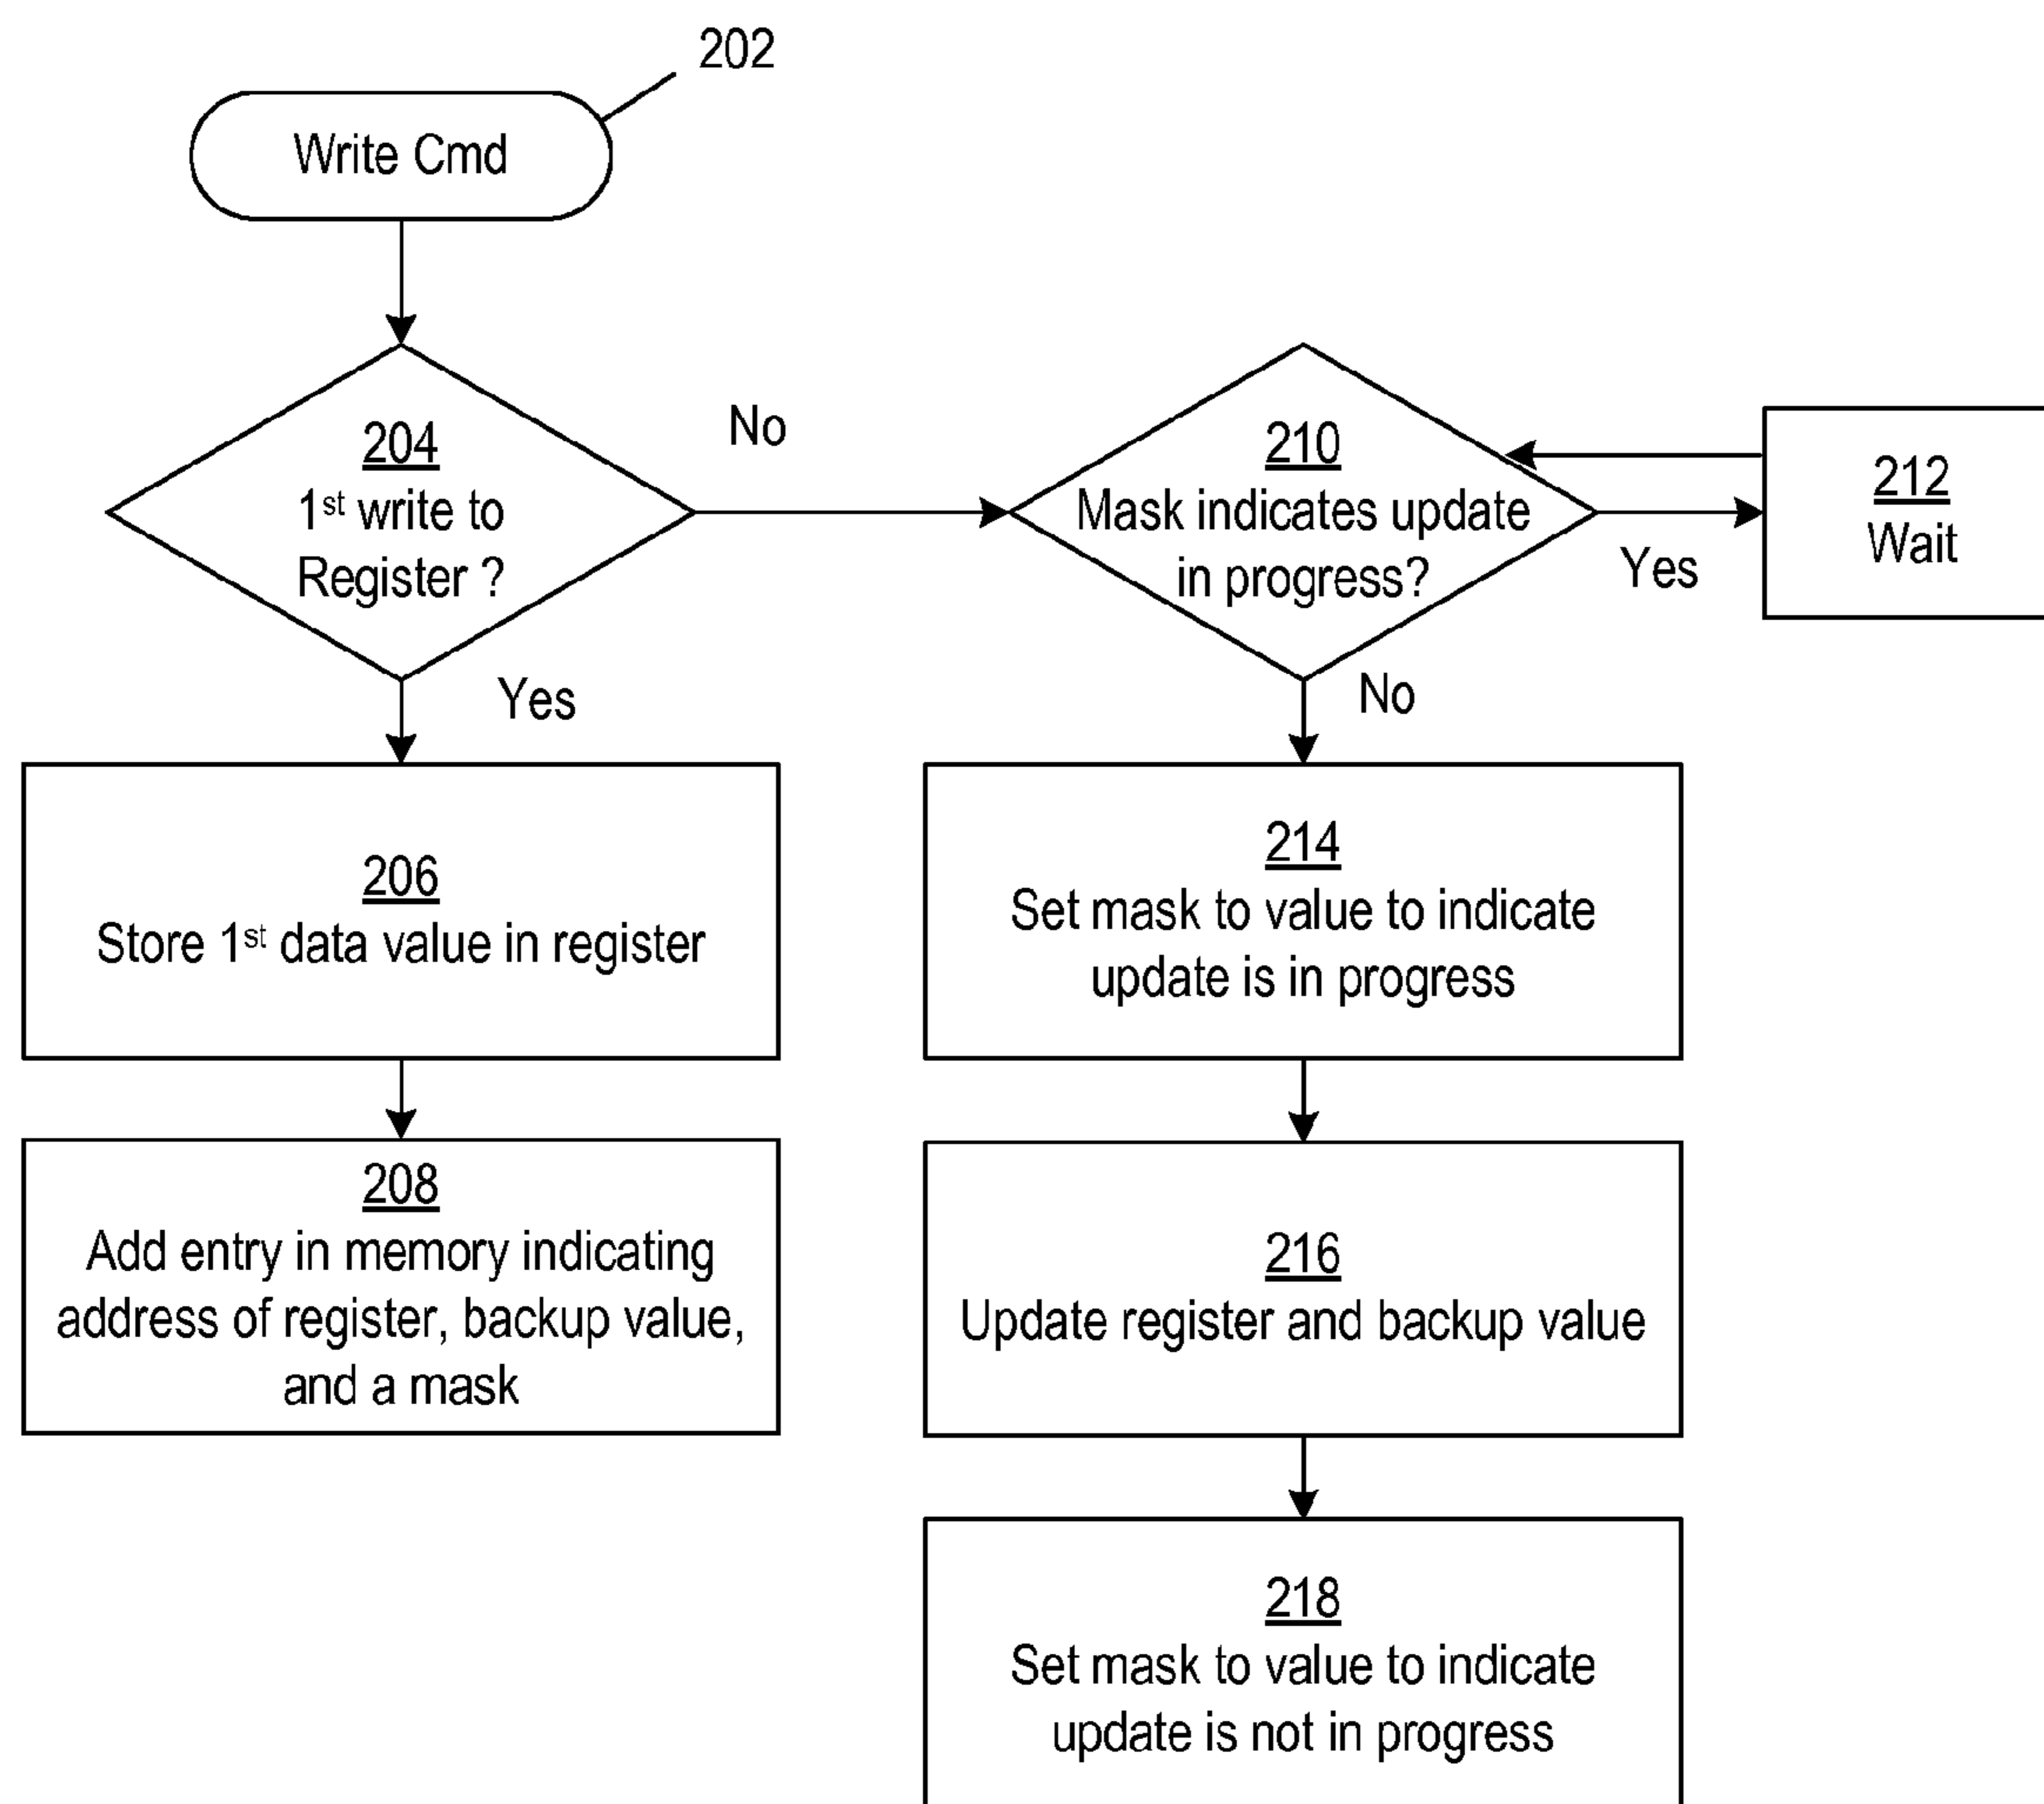 202
Write Cmd
204
1st write to
Register ?
No
Yes
210
Mask indicates update
in progress?
Yes
No
212
Wait
206
Store 1st data value in register
208
Add entry in memory indicating
address of register, backup value,
and a mask
214
Set mask to value to indicate
update is in progress
216
Update register and backup value
218
Set mask to value to indicate
update is not in progress